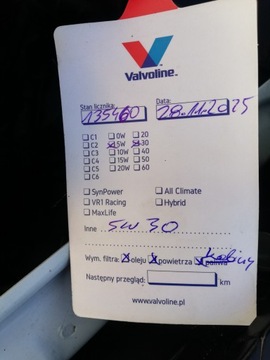 Valvoline.
Stan licznika: Data:
135460 28.11.2025
C1 0W 20
C2 5W 30
C3 10W 40
C4 15W 50
C5 20W 60
C6
SynPower All Climate
VR1 Racing Hybrid
MaxLife
Inne 5W30
Wym. filtra: oleju powietrza paliwa Kabiny
Następny przegląd: km
www.valvoline.pl